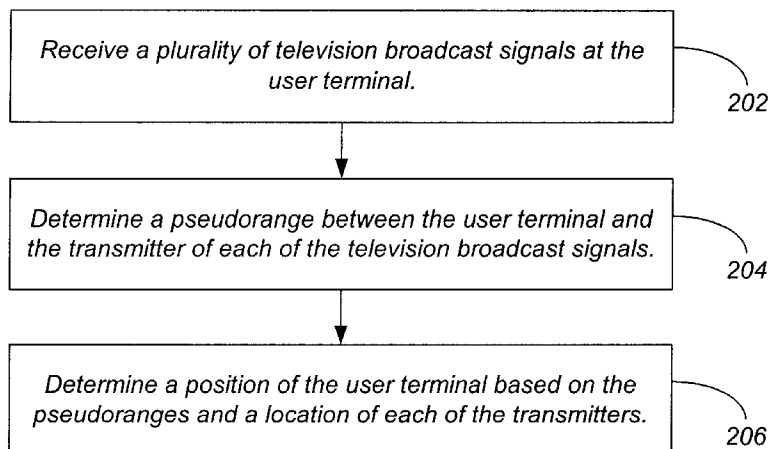 Receive a plurality of television broadcast signals at the
user terminal.
202
Determine a pseudorange between the user terminal and
the transmitter of each of the television broadcast signals.
204
Determine a position of the user terminal based on the
pseudoranges and a location of each of the transmitters.
206